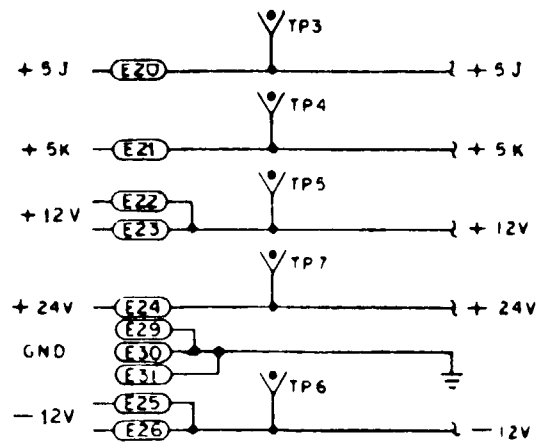 TP3
+5J E20 +5J
TP4
+5K E21 +5K
TP5
E22
+12V
E23 +12V
TP7
+24V E24 +24V
E29
GND E30
E31
TP6
-12V E25
E26 -12V